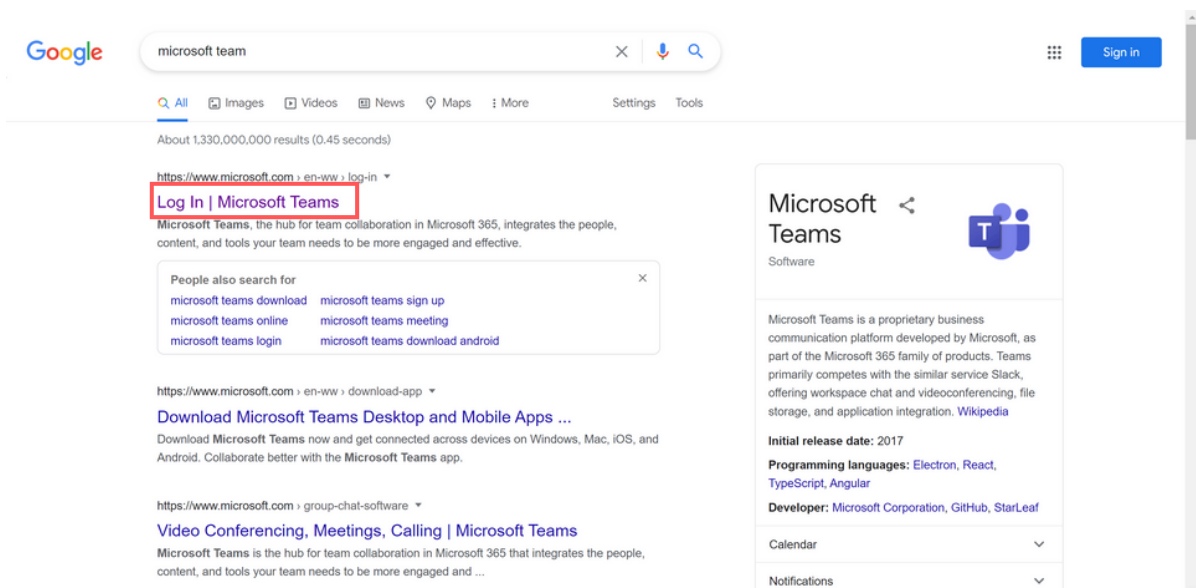 Google
microsoft team
Sign in
All Images Videos News Maps More Settings Tools
About 1,330,000,000 results (0.45 seconds)
https://www.microsoft.com › en-ww › log-in
Log In | Microsoft Teams
Microsoft Teams, the hub for team collaboration in Microsoft 365, integrates the people,
content, and tools your team needs to be more engaged and effective.
People also search for
microsoft teams download microsoft teams sign up
microsoft teams online microsoft teams meeting
microsoft teams login microsoft teams download android
https://www.microsoft.com › en-ww › download-app
Download Microsoft Teams Desktop and Mobile Apps ...
Download Microsoft Teams now and get connected across devices on Windows, Mac, iOS, and
Android. Collaborate better with the Microsoft Teams app.
https://www.microsoft.com › group-chat-software
Video Conferencing, Meetings, Calling | Microsoft Teams
Microsoft Teams is the hub for team collaboration in Microsoft 365 that integrates the people,
content, and tools your team needs to be more engaged and ...
Microsoft
Teams
T
Software
Microsoft Teams is a proprietary business
communication platform developed by Microsoft, as
part of the Microsoft 365 family of products. Teams
primarily competes with the similar service Slack,
offering workspace chat and videoconferencing, file
storage, and application integration. Wikipedia
Initial release date: 2017
Programming languages: Electron, React,
TypeScript, Angular
Developer: Microsoft Corporation, GitHub, StarLeaf
Calendar
Notifications